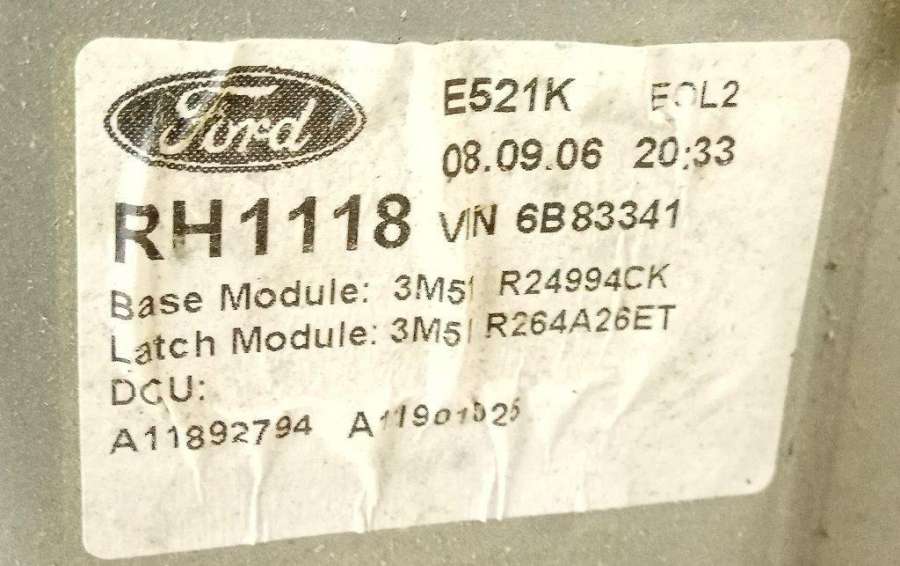 Ford
E521K EOL2
08.09.06 20:33
RH1118
VIN 6B83341
Base Module: 3M51 R24994CK
Latch Module: 3M51 R264A26ET
DCU:
A11892794